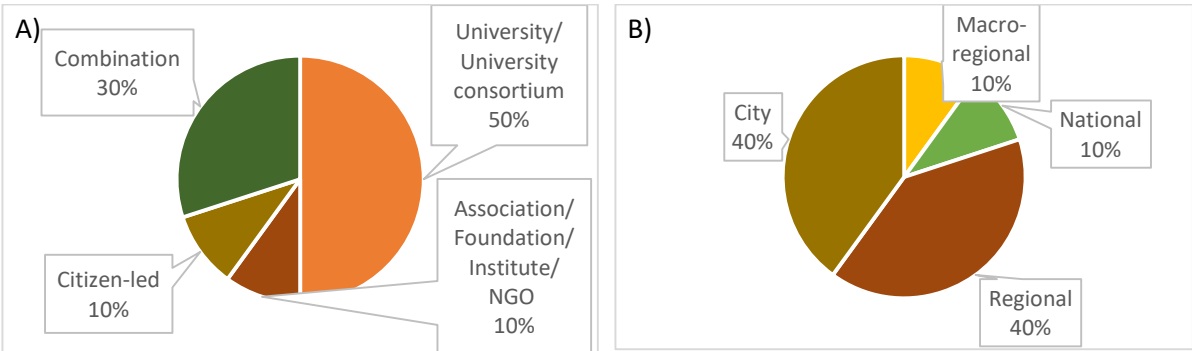 A)
Combination
30%
University/
University
consortium
50%
Association/
Foundation/
Institute/
NGO
10%
Citizen-led
10%
B)
Macro-
regional
10%
National
10%
City
40%
Regional
40%